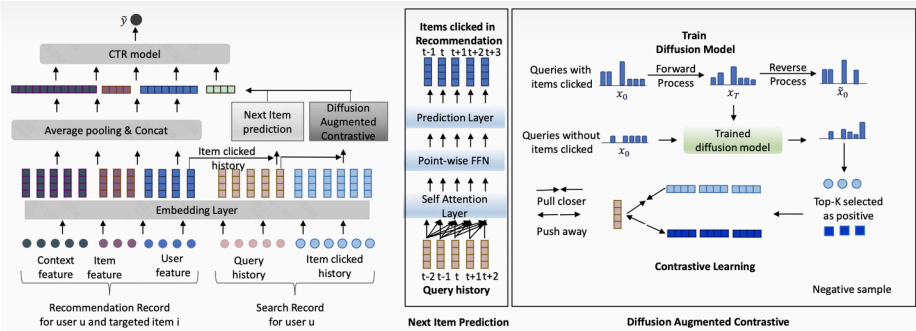 ỹ
CTR model
Average pooling & Concat
Next Item
prediction
Diffusion
Augmented
Contrastive
Item clicked
history
Embedding Layer
Context
feature
Item
feature
User
feature
Query
history
Item clicked
history
Recommendation Record
for user u and targeted item i
Search Record
for user u
Items clicked in
Recommendation
t-1 t t+1 t+2 t+3
Prediction Layer
Point-wise FFN
Self Attention
Layer
t-2 t-1 t t+1 t+2
Query history
Next Item Prediction
Train
Diffusion Model
Queries with
items clicked
x₀
Forward
Process
x_T
Reverse
Process
x̃₀
Queries without
items clicked
x₀
Trained
diffusion model
Pull closer
Push away
Top-K selected
as positive
Contrastive Learning
Negative sample
Diffusion Augmented Contrastive